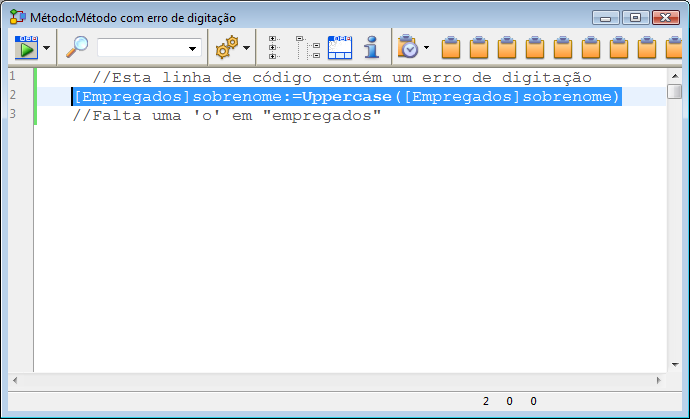 Método:Método com erro de digitação
1 //Esta linha de código contém um erro de digitação
2 [Empregados]sobrenome:=Uppercase([Empregados]sobrenome)
3 //Falta uma 'o' em "empregados"
2 0 0